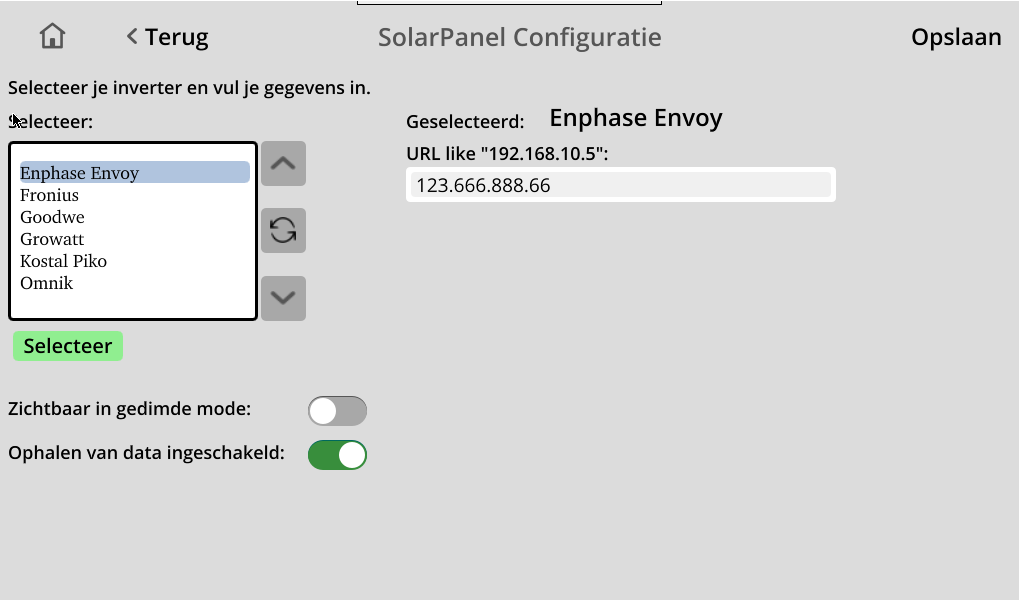 Terug
SolarPanel Configuratie
Opslaan
Selecteer je inverter en vul je gegevens in.
Selecteer:
Enphase Envoy
Fronius
Goodwe
Growatt
Kostal Piko
Omnik
Selecteer
Geselecteerd: Enphase Envoy
URL like "192.168.10.5":
123.666.888.66
Zichtbaar in gedimde mode:
Ophalen van data ingeschakeld: